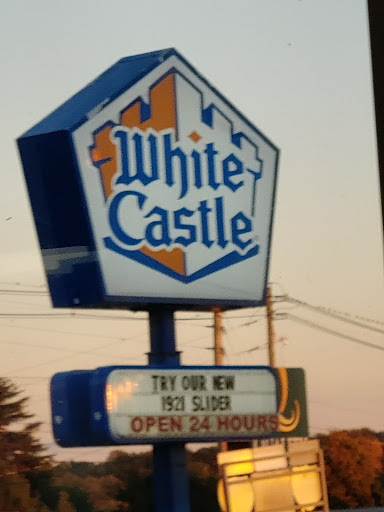 White
Castle
TRY OUR NEW
1921 SLIDER
OPEN 24 HOURS